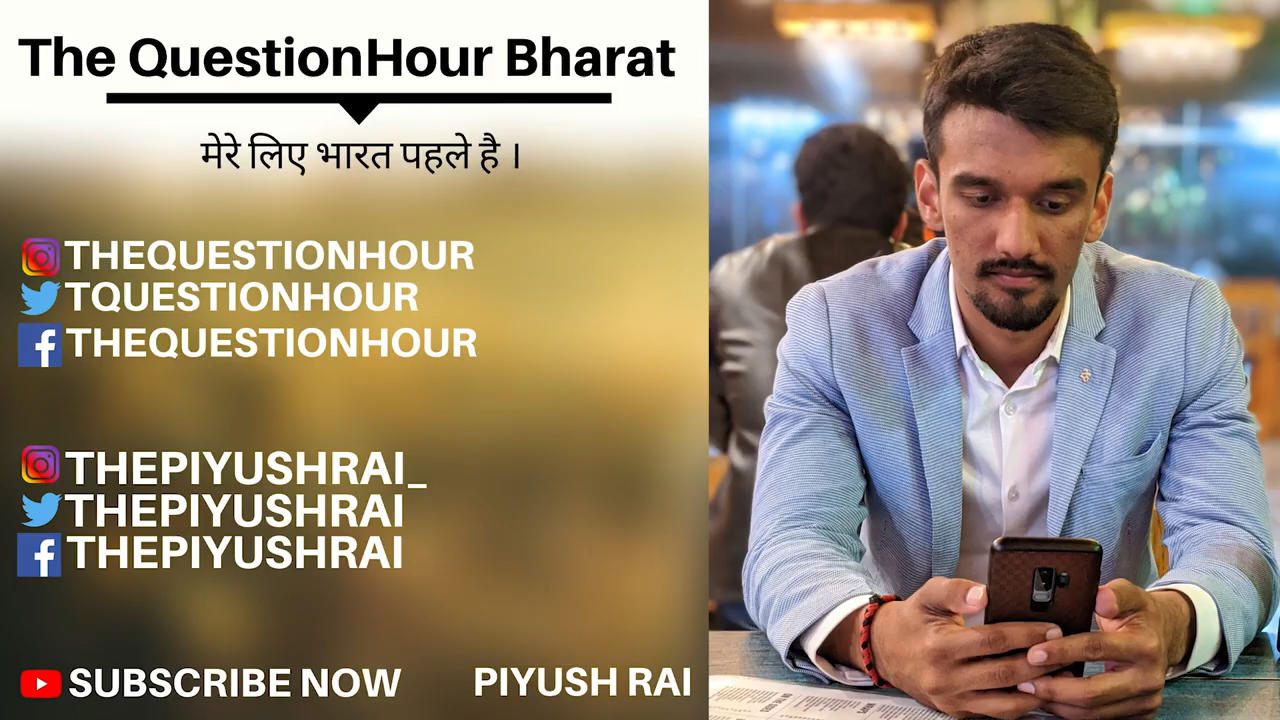 The QuestionHour Bharat
मेरे लिए भारत पहले है ।
THEQUESTIONHOUR
TQUESTIONHOUR
THEQUESTIONHOUR
THEPIYUSHRAI_
THEPIYUSHRAI
THEPIYUSHRAI
SUBSCRIBE NOW
PIYUSH RAI